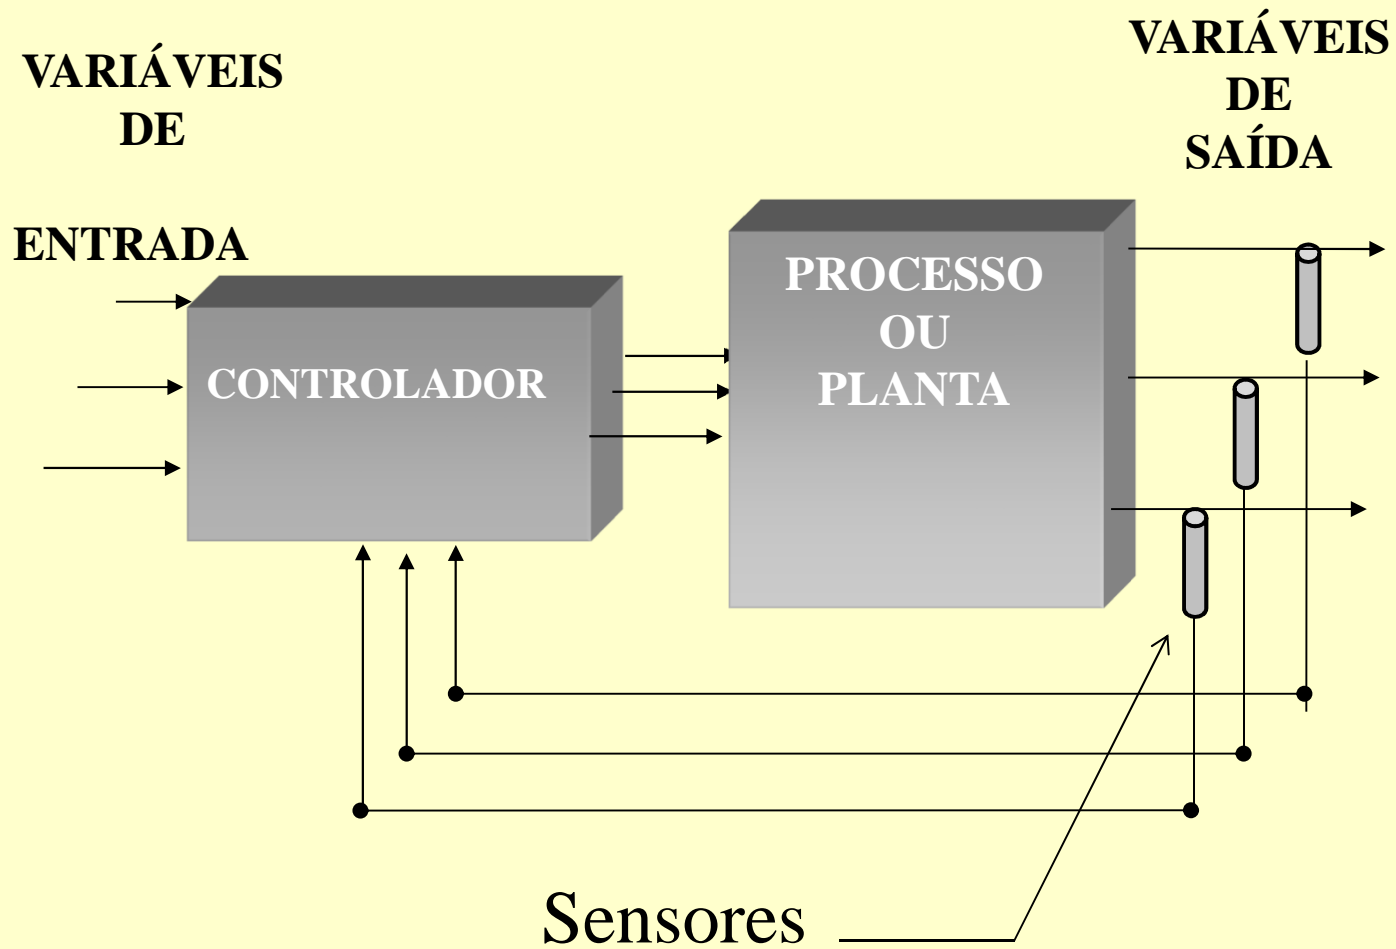 VARIÁVEIS
DE
ENTRADA
CONTROLADOR
PROCESSO
OU
PLANTA
VARIÁVEIS
DE
SAÍDA
Sensores